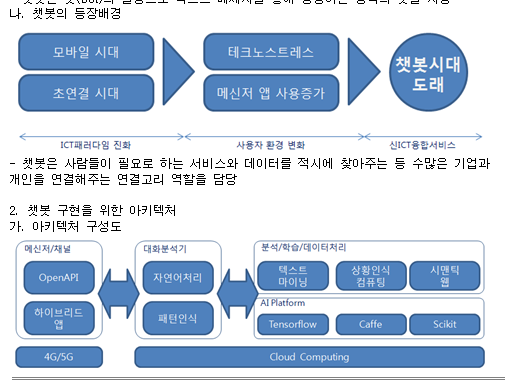 나. 챗봇의 등장배경
모바일 시대
초연결 시대
테크노스트레스
메신저 앱 사용증가
챗봇시대
도래
ICT패러다임 진화
사용자 환경 변화
신ICT융합서비스
- 챗봇은 사람들이 필요로 하는 서비스와 데이터를 적시에 찾아주는 등 수많은 기업과
개인을 연결해주는 연결고리 역할을 담당
2. 챗봇 구현을 위한 아키텍처
가. 아키텍처 구성도
메신저/채널
OpenAPI
하이브리드
앱
대화분석기
자연어처리
패턴인식
분석/학습/데이터처리
텍스트
마이닝
상황인식
컴퓨팅
시맨틱
웹
AI Platform
Tensorflow
Caffe
Scikit
4G/5G
Cloud Computing